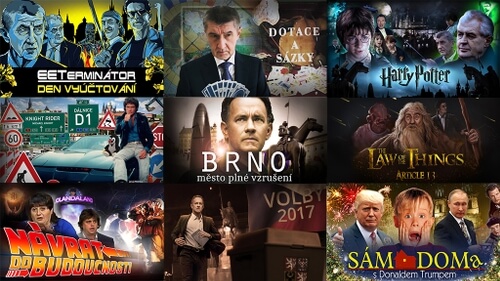 EETerminátor
DEN VYÚČTOVÁNÍ
DOTACE
A
SÁZKY
Harry Potter
KNIGHT RIDER
DÁLNICE
D1
BRNO
město plné vzrušení
THE
LAW OF THINGS
ARTICLE 13
NÁVRAT
DO BUDOUCNOSTI
VOLBY
2017
SÁM DOMA
s Donaldem Trumpem